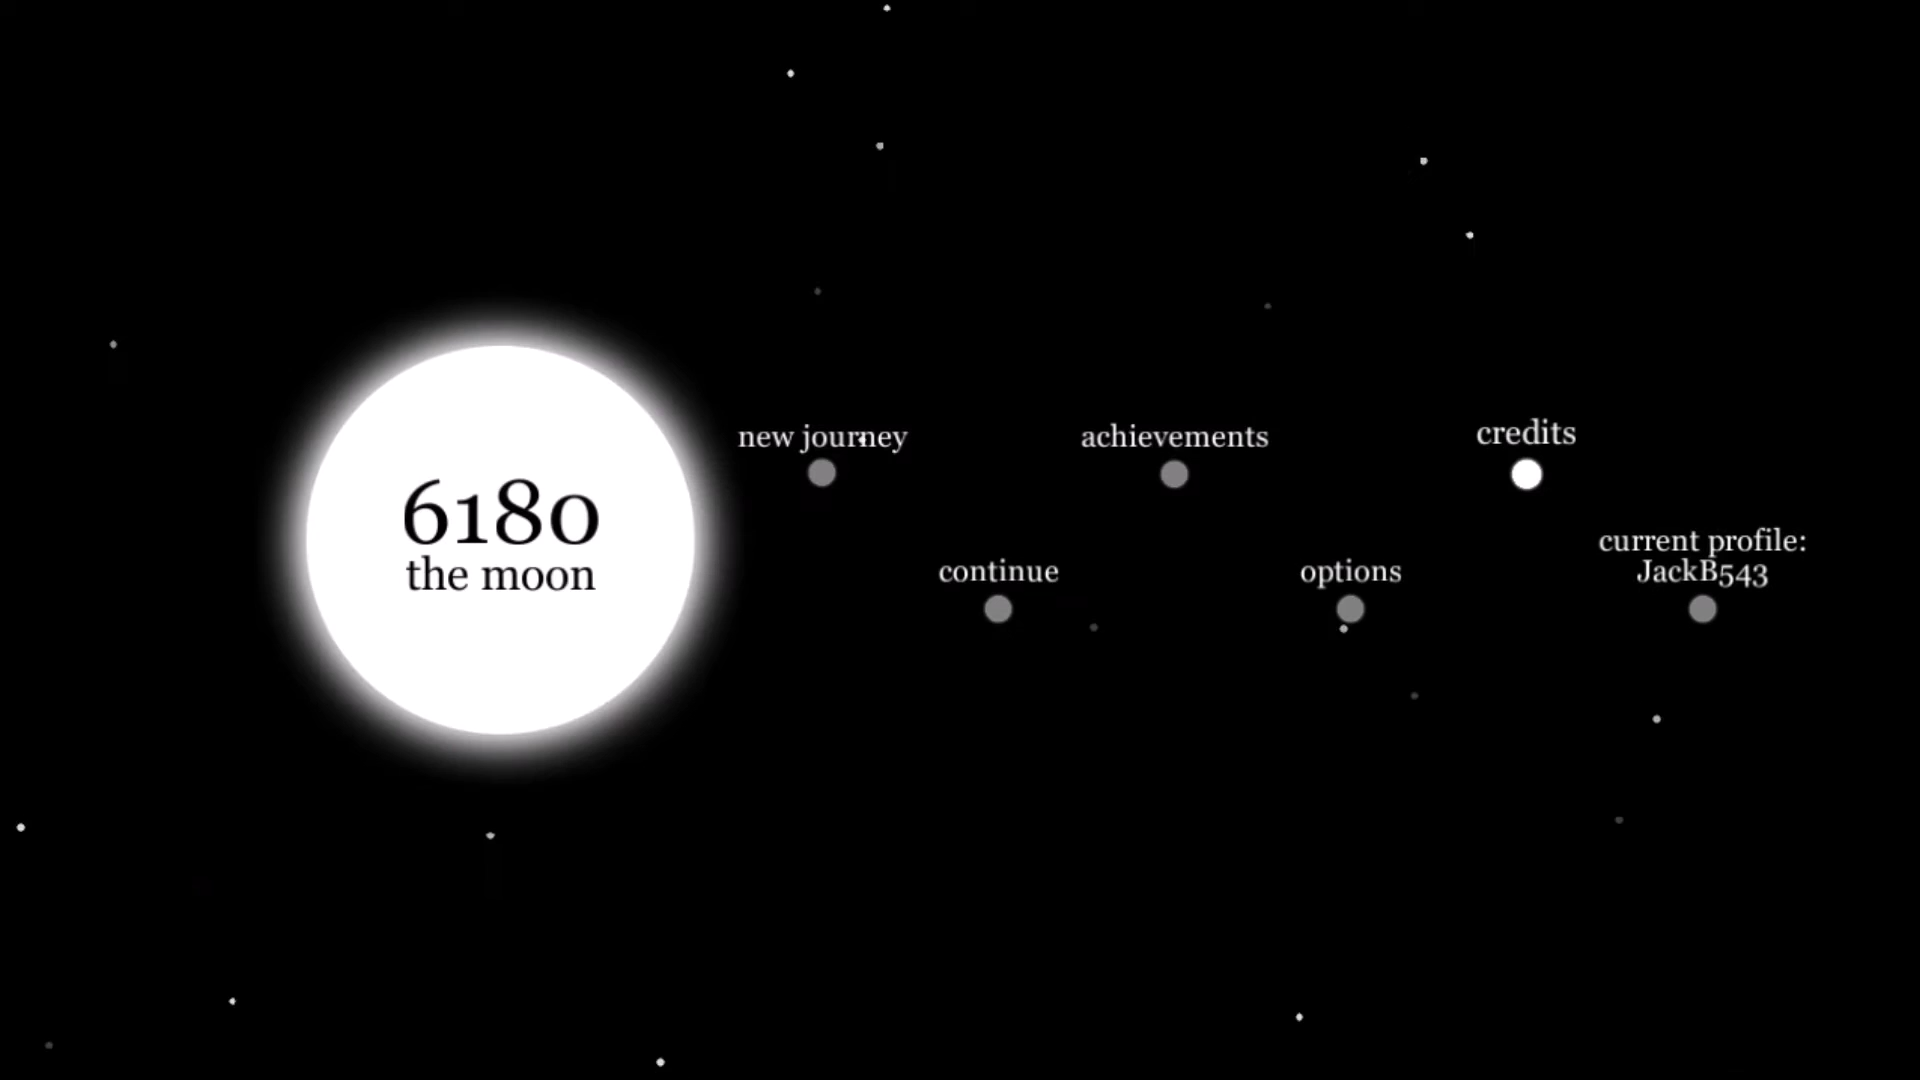 6180
the moon
new journey
achievements
credits
continue
options
current profile:
JackB543